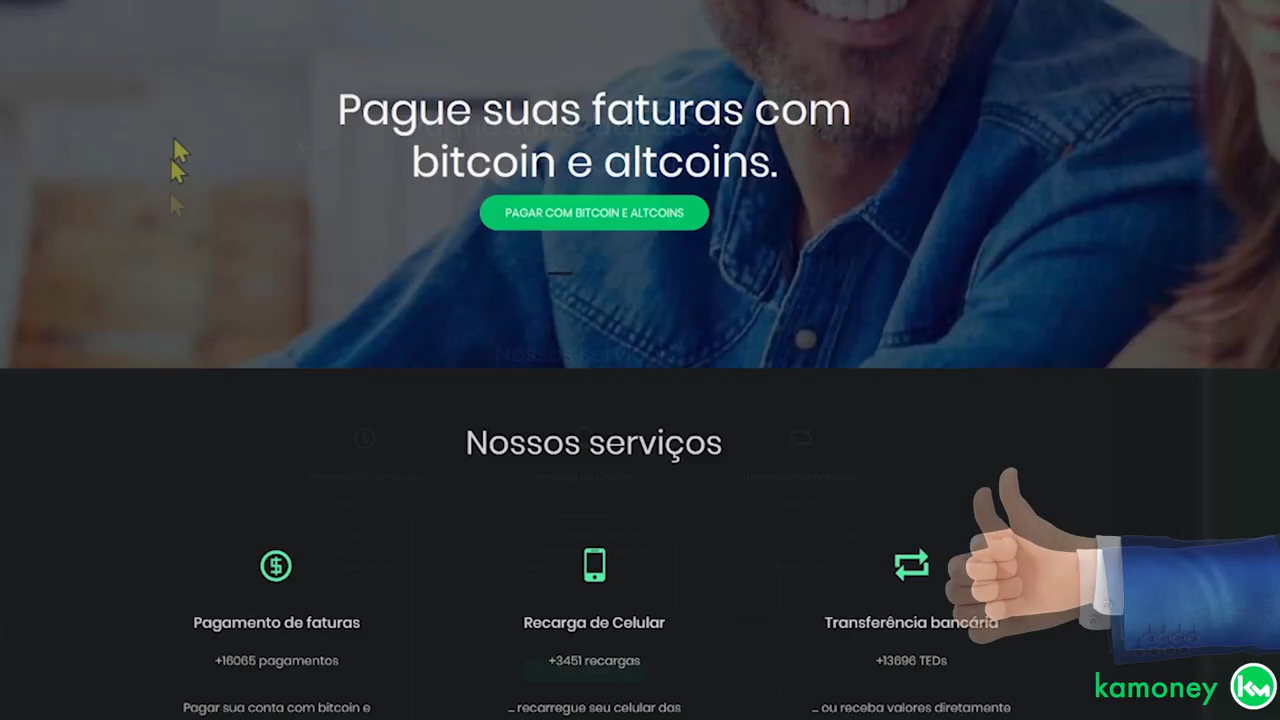 Pague suas faturas com
bitcoin e altcoins.
PAGAR COM BITCOIN E ALTCOINS
Nossos serviços
Nossos serviços
Pagamento de faturas
Recarga de Celular
Transferência bancária
+16065 pagamentos
+3451 recargas
+13696 TEDs
Pagar sua conta com bitcoin e
... recarregue seu celular das
... ou receba valores diretamente
kamoney